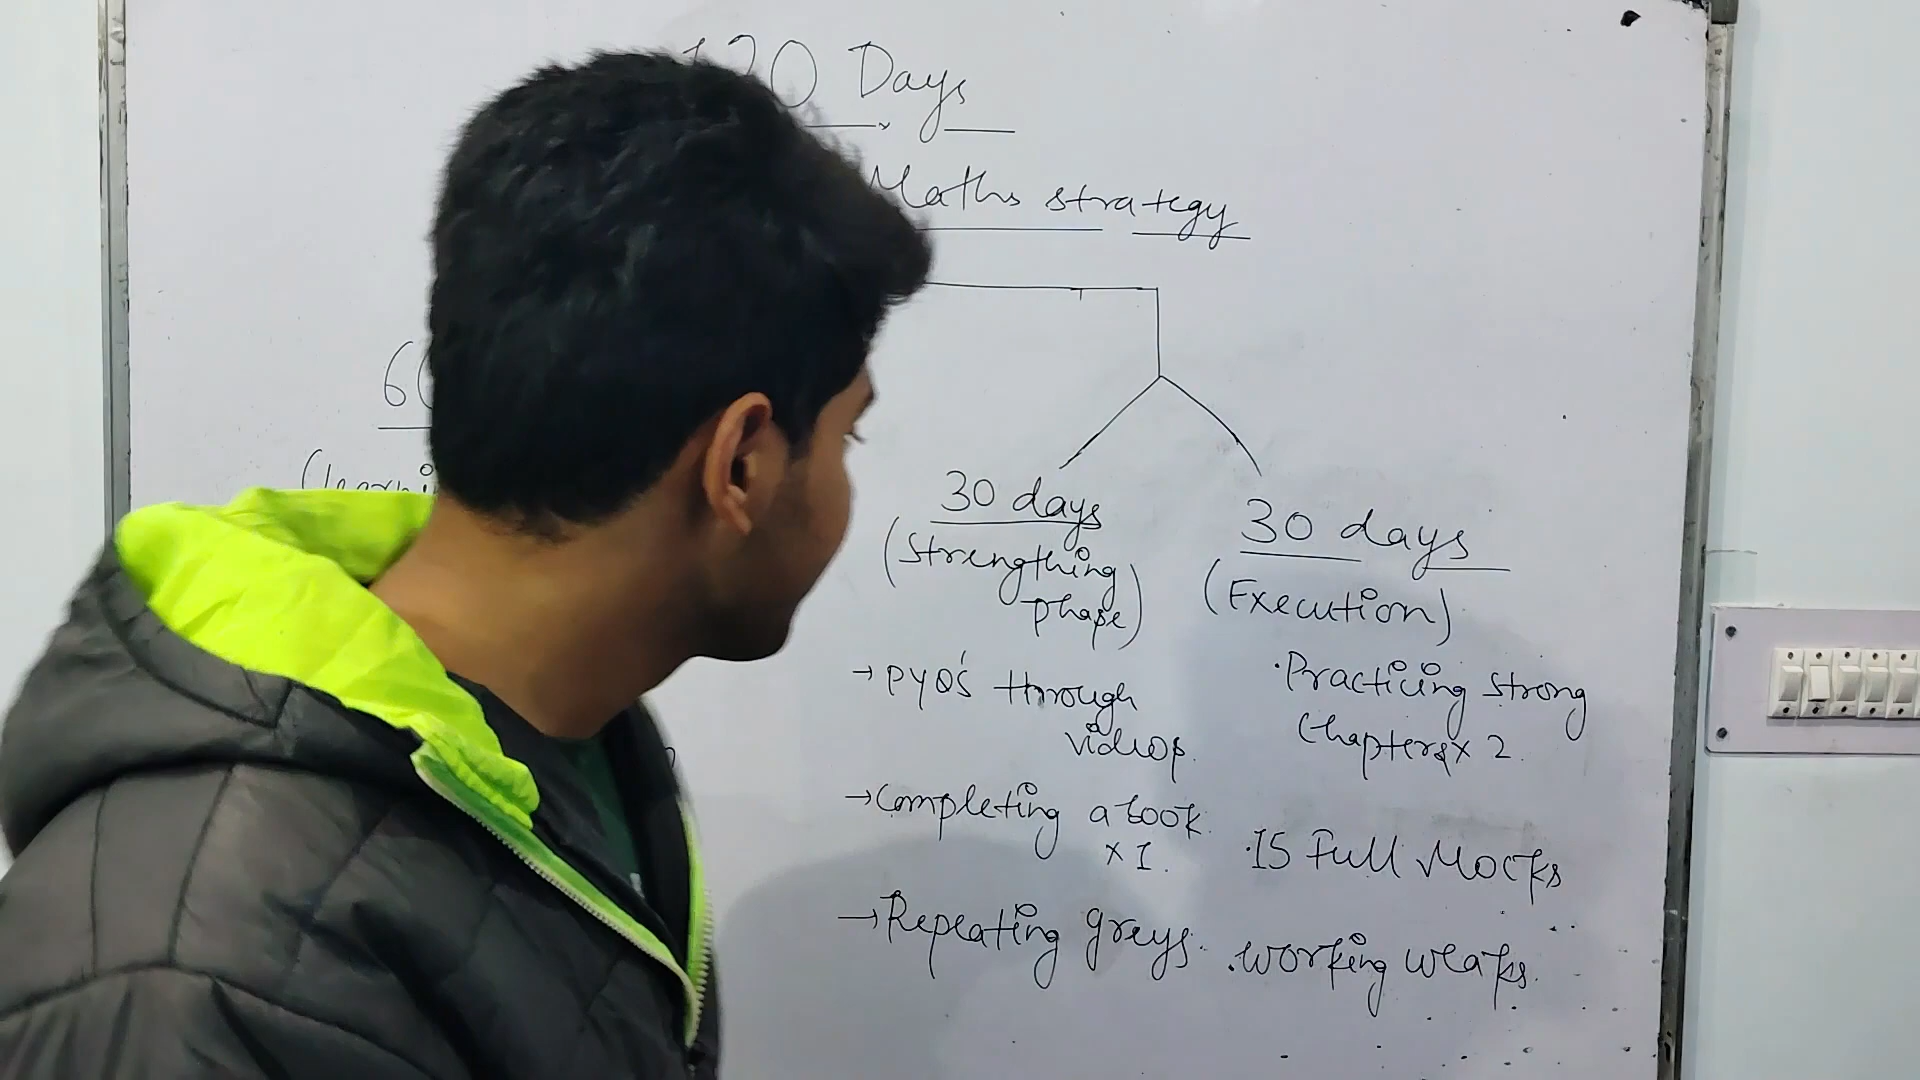 120 Days
Maths strategy
30 days
(Strengthing
phase)
→ PYQ's through
videos.
→ Completing a book
x 1.
→ Repeating greys.
30 days
(Execution)
· Practicing strong
Chapters x 2.
· 15 Full Mocks
· working weaks.